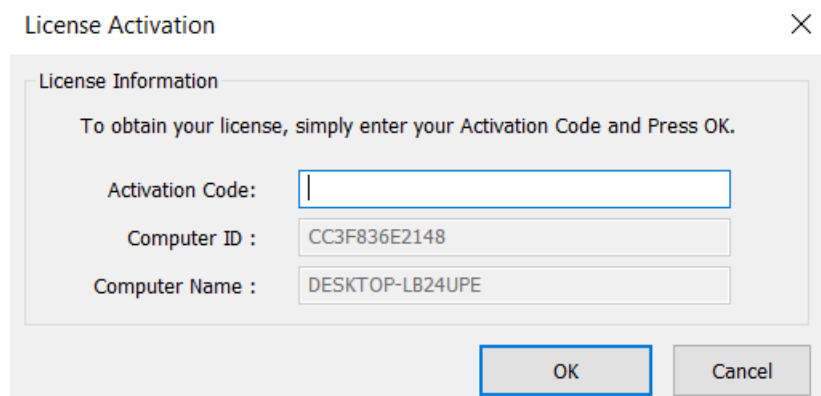 License Activation
License Information
To obtain your license, simply enter your Activation Code and Press OK.
Activation Code:
Computer ID : CC3F836E2148
Computer Name : DESKTOP-LB24UPE
OK Cancel